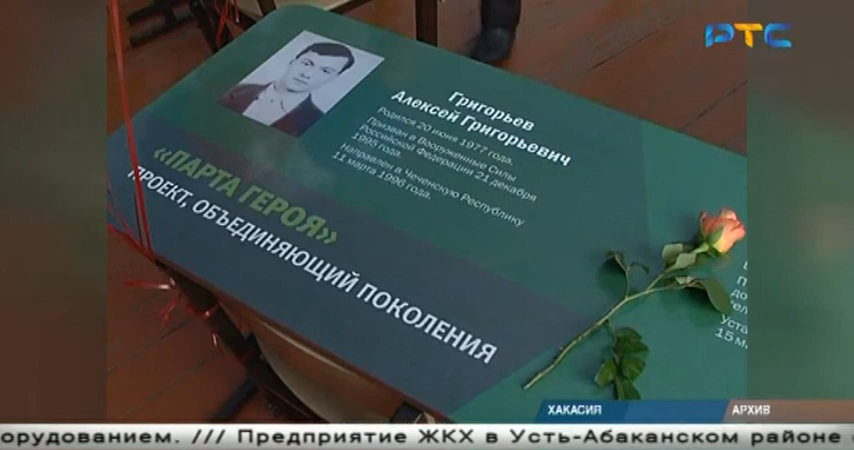 РТС
Григорьев
Алексей Григорьевич
Родился 20 июня 1977 года.
Призван в Вооруженные Силы
Российской Федерации 21 декабря
1995 года.
Направлен в Чеченскую Республику
11 марта 1996 года.
«ПАРТА ГЕРОЯ»
ПРОЕКТ, ОБЪЕДИНЯЮЩИЙ ПОКОЛЕНИЯ
15 ма
ХАКАСИЯ
АРХИВ
орудованием. /// Предприятие ЖКХ в Усть-Абаканском районе